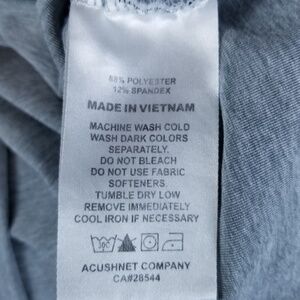 88% POLYESTER
12% SPANDEX
MADE IN VIETNAM
MACHINE WASH COLD
WASH DARK COLORS
SEPARATELY.
DO NOT BLEACH
DO NOT USE FABRIC
SOFTENERS
TUMBLE DRY LOW
REMOVE IMMEDIATELY
COOL IRON IF NECESSARY
30C
ACUSHNET COMPANY
CA#28544